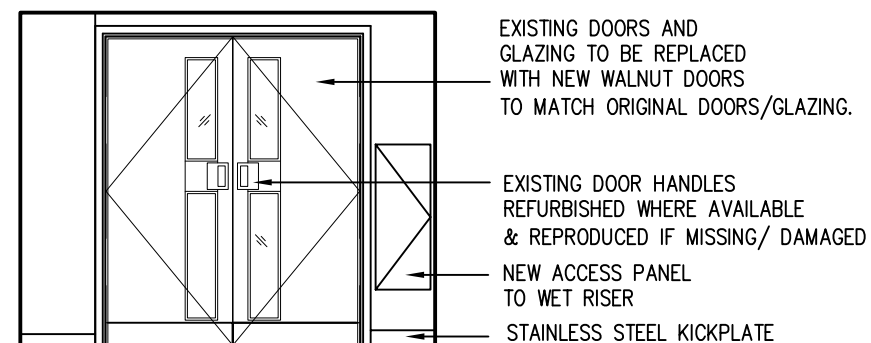 EXISTING DOORS AND
GLAZING TO BE REPLACED
WITH NEW WALNUT DOORS
TO MATCH ORIGINAL DOORS/GLAZING.
EXISTING DOOR HANDLES
REFURBISHED WHERE AVAILABLE
& REPRODUCED IF MISSING/ DAMAGED
NEW ACCESS PANEL
TO WET RISER
STAINLESS STEEL KICKPLATE